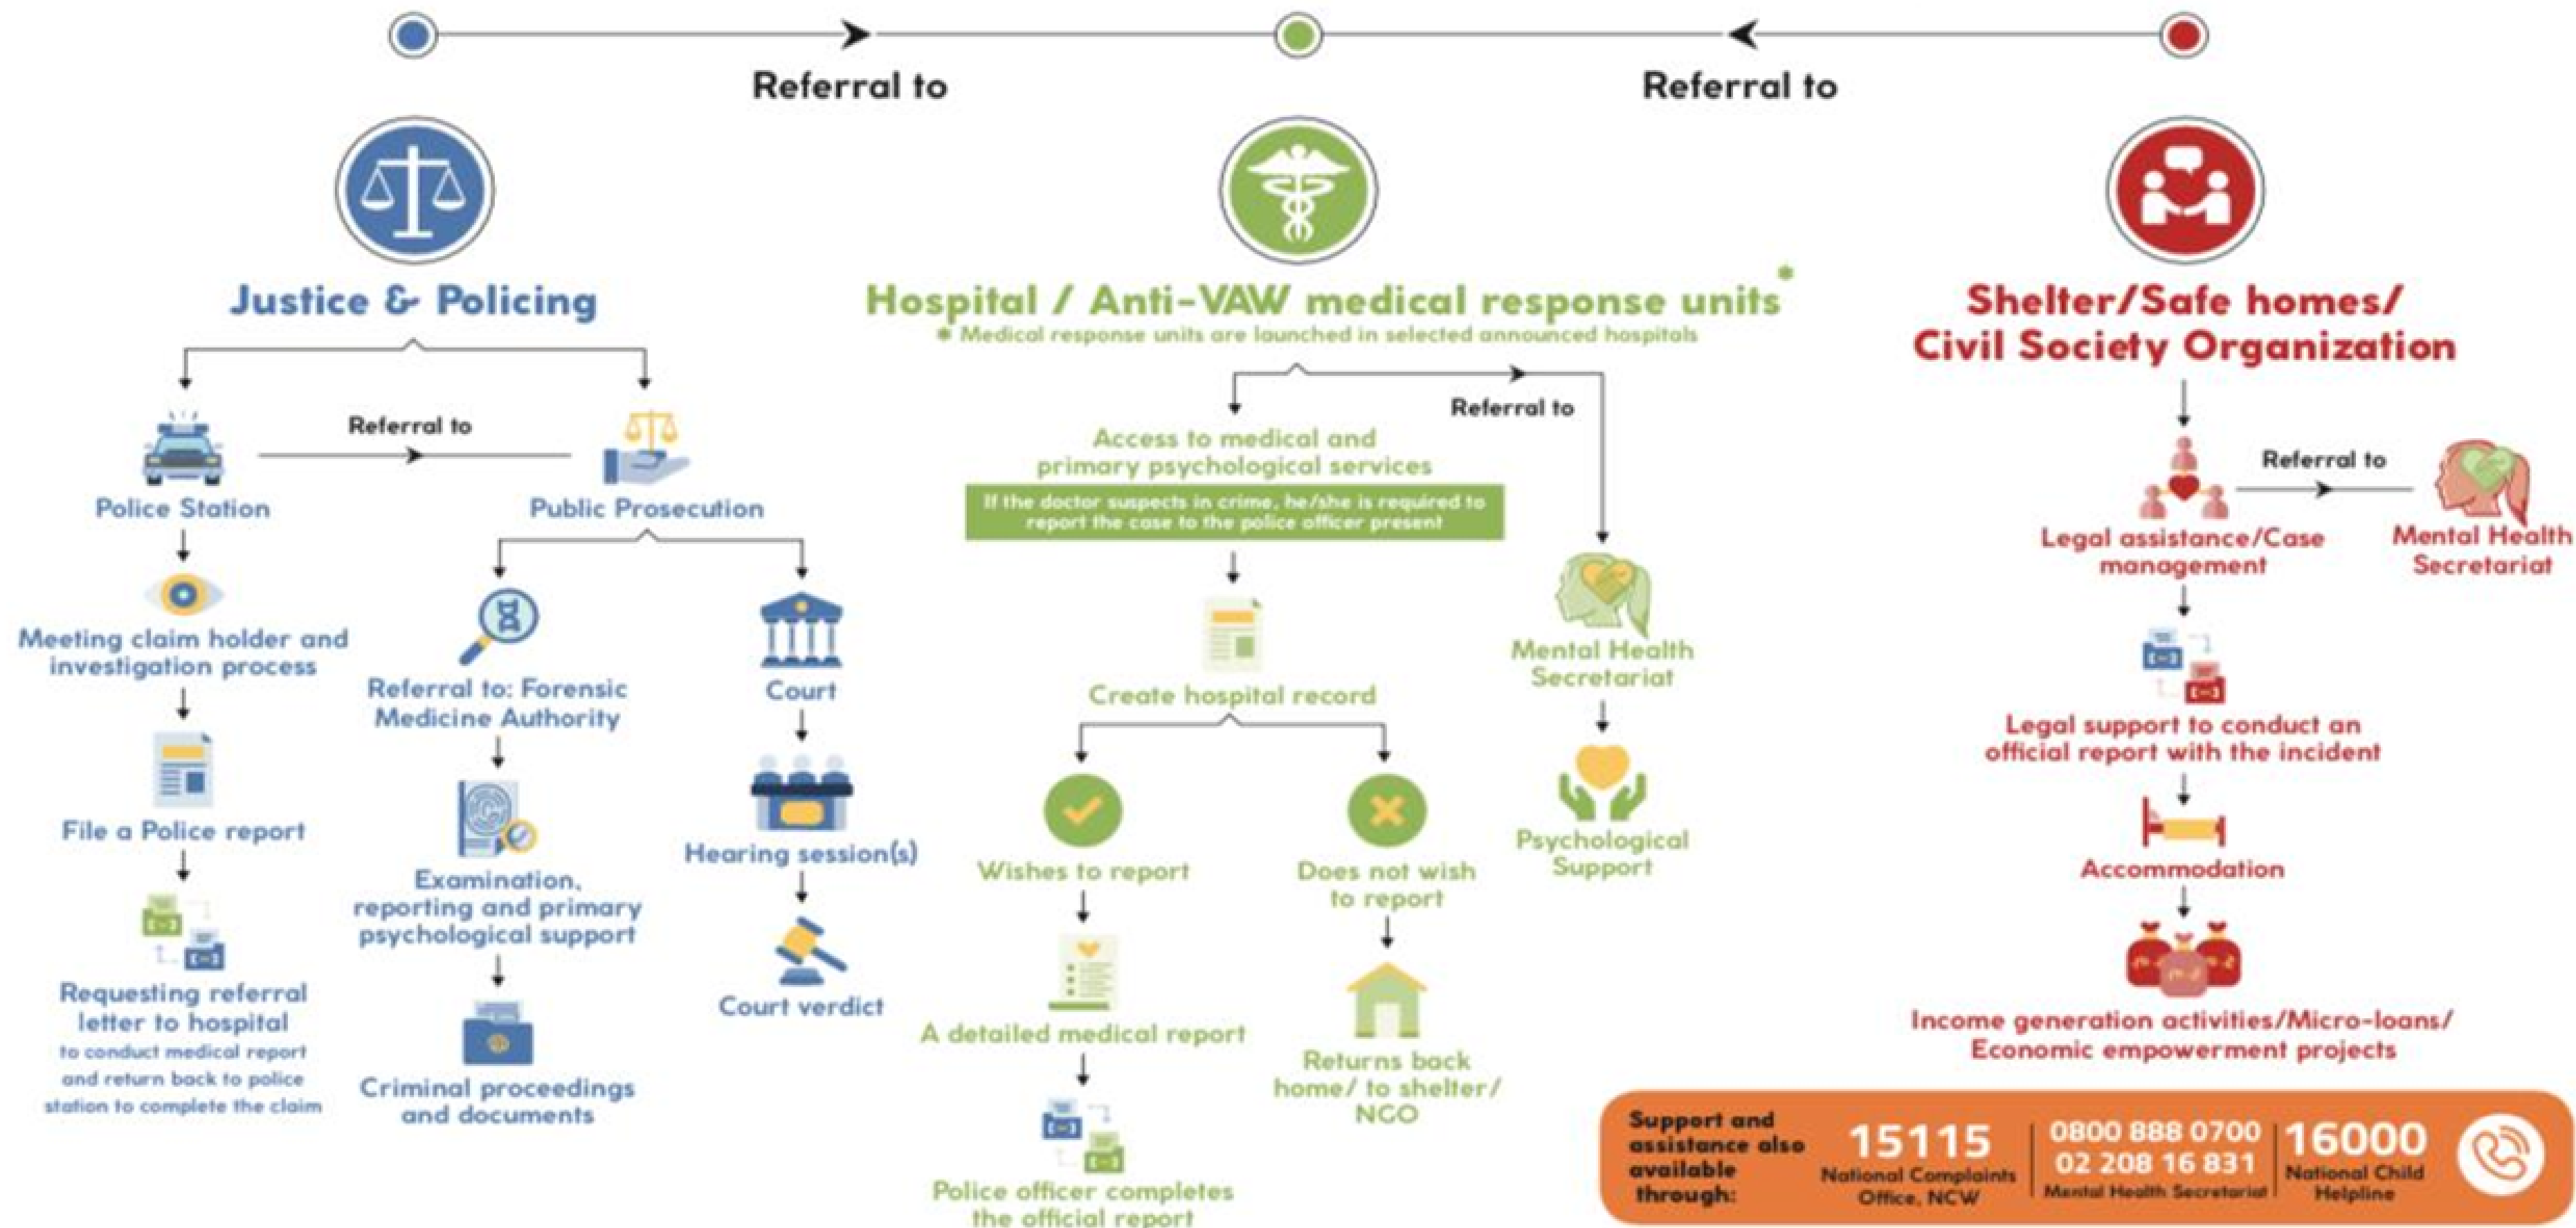 Referral to
Referral to
Justice & Policing
Referral to
Police Station
Public Prosecution
Meeting claim holder and
investigation process
File a Police report
Requesting referral
letter to hospital
to conduct medical report
and return back to police
station to complete the claim
Referral to: Forensic
Medicine Authority
Examination,
reporting and primary
psychological support
Criminal proceedings
and documents
Court
Hearing session(s)
Court verdict
Hospital / Anti-VAW medical response units*
* Medical response units are launched in selected announced hospitals
Referral to
Access to medical and
primary psychological services
If the doctor suspects in crime, he/she is required to
report the case to the police officer present
Create hospital record
Wishes to report
A detailed medical report
Police officer completes
the official report
Does not wish
to report
Returns back
home/ to shelter/
NGO
Mental Health
Secretariat
Psychological
Support
Shelter/Safe homes/
Civil Society Organization
Referral to
Legal assistance/Case
management
Mental Health
Secretariat
Legal support to conduct an
official report with the incident
Accommodation
Income generation activities/Micro-loans/
Economic empowerment projects
Support and
assistance also
available
through:
15115
National Complaints
Office, NCW
0800 888 0700
02 208 16 831
Mental Health Secretariat
16000
National Child
Helpline